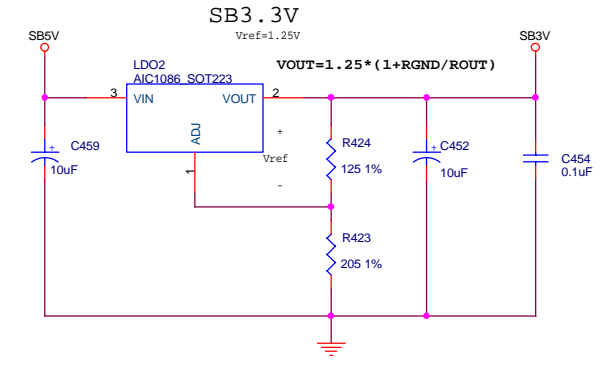 SB3.3V
Vref=1.25V
SB5V
SB3V
LDO2
AIC1086_SOT223
VOUT=1.25*(1+RGND/ROUT)
3
VIN
VOUT
2
ADJ
1
+
Vref
-
+
C459
10uF
R424
125 1%
+
C452
10uF
C454
0.1uF
R423
205 1%